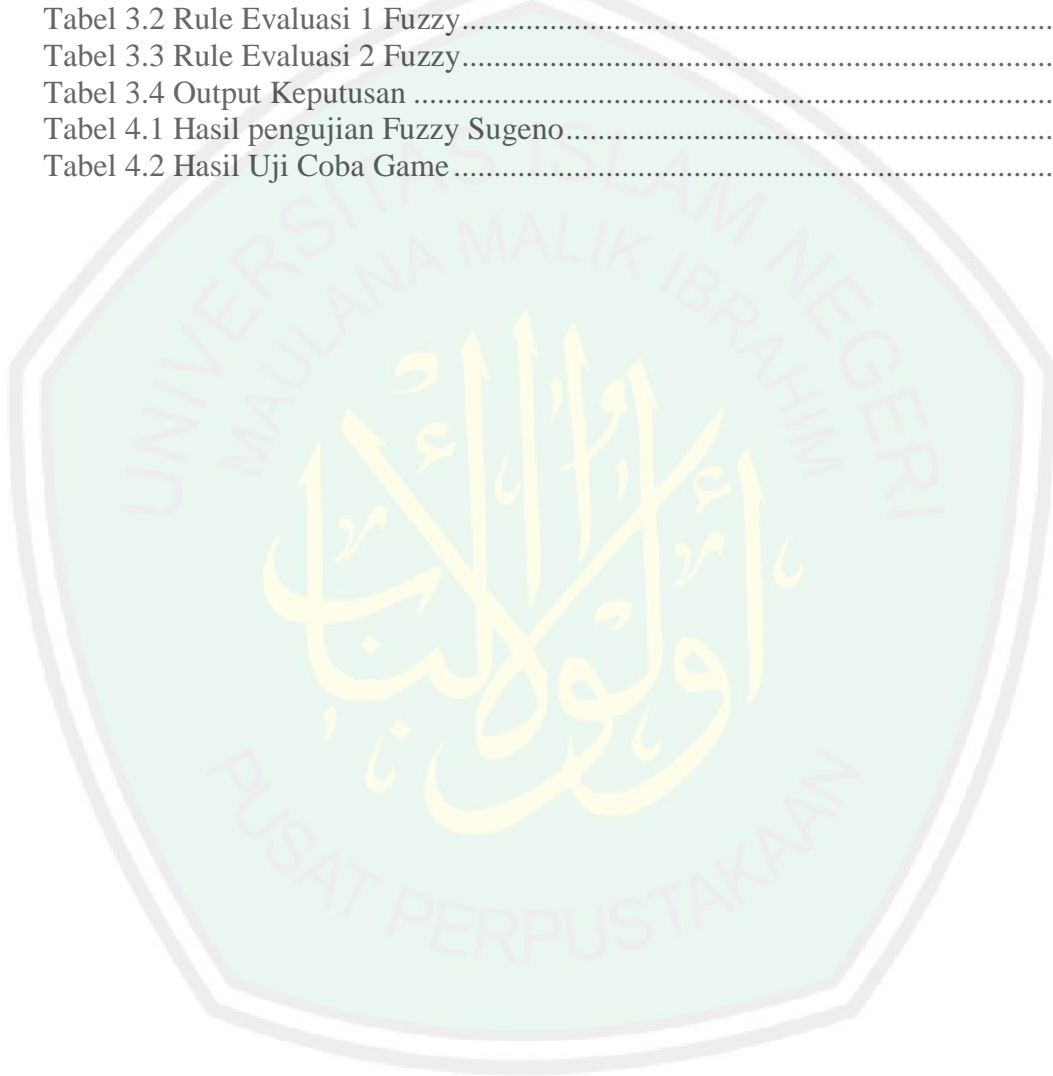 Tabel 3.2 Rule Evaluasi 1 Fuzzy..........................................................................
Tabel 3.3 Rule Evaluasi 2 Fuzzy..........................................................................
Tabel 3.4 Output Keputusan ................................................................................
Tabel 4.1 Hasil pengujian Fuzzy Sugeno.............................................................
Tabel 4.2 Hasil Uji Coba Game ...........................................................................
UNIVERSITAS ISLAM NEGERI
MAULANA MALIK IBRAHIM
أولوا الألباب
PUSAT PERPUSTAKAAN